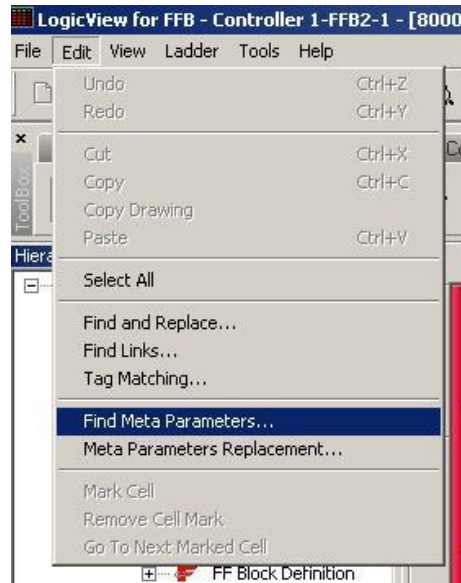 LogicView for FFB - Controller 1-FFB2-1 - [8000
File Edit View Ladder Tools Help
Undo Ctrl+Z
Redo Ctrl+Y
Cut Ctrl+X
Copy Ctrl+C
Copy Drawing
Paste Ctrl+V
Select All
Find and Replace...
Find Links...
Tag Matching...
Find Meta Parameters...
Meta Parameters Replacement...
Mark Cell
Remove Cell Mark
Go To Next Marked Cell
ToolBox
Hiera
FF Block Definition